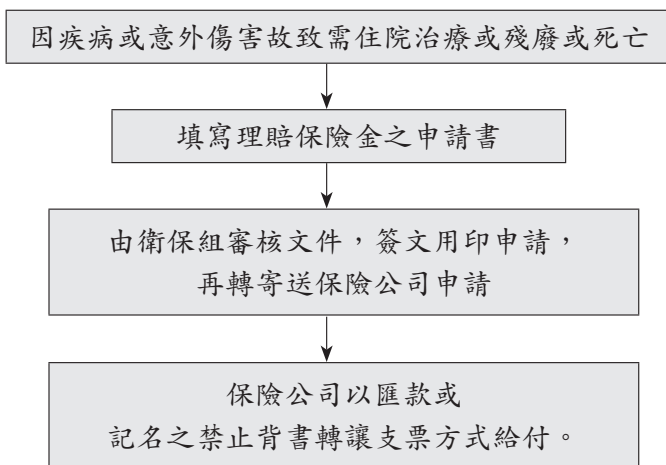 因疾病或意外傷害故致需住院治療或殘廢或死亡
填寫理賠保險金之申請書
由衛保組審核文件，簽文用印申請，
再轉寄送保險公司申請
保險公司以匯款或
記名之禁止背書轉讓支票方式給付。